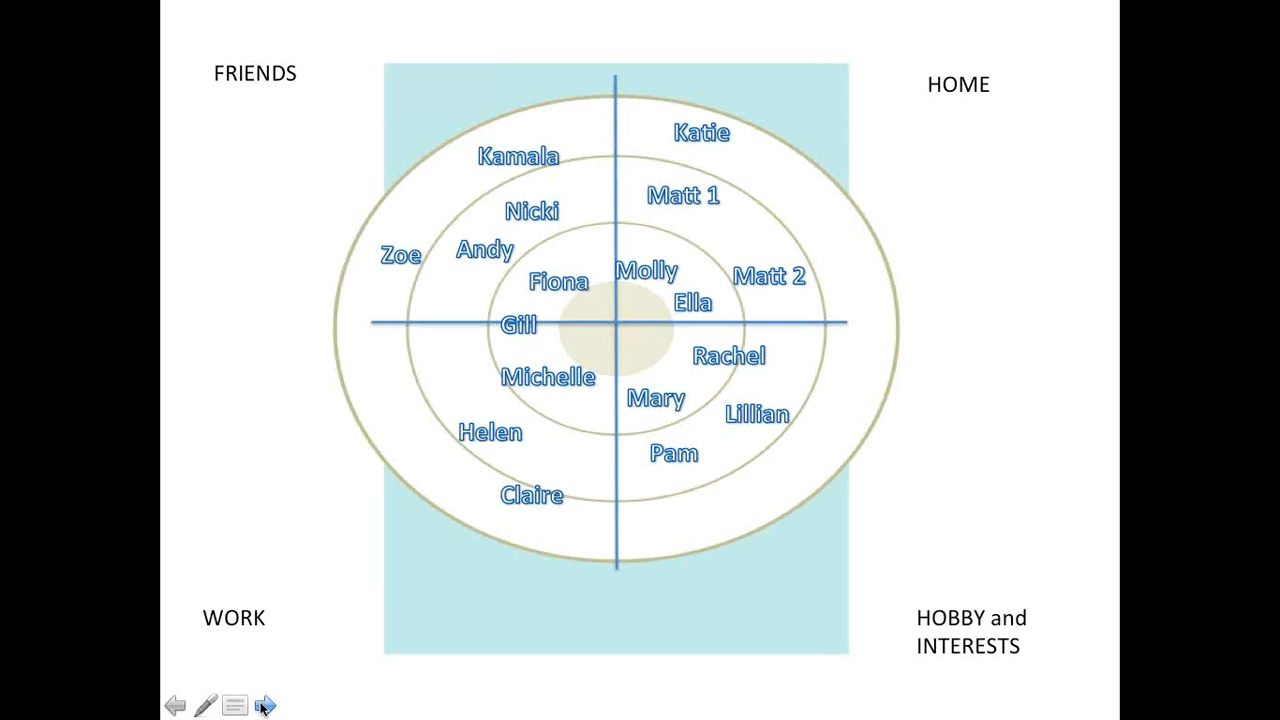 FRIENDS
HOME
Katie
Kamala
Matt 1
Nicki
Andy
Zoe
Molly
Matt 2
Fiona
Ella
Gill
Rachel
Michelle
Mary
Lillian
Helen
Pam
Claire
WORK
HOBBY and
INTERESTS